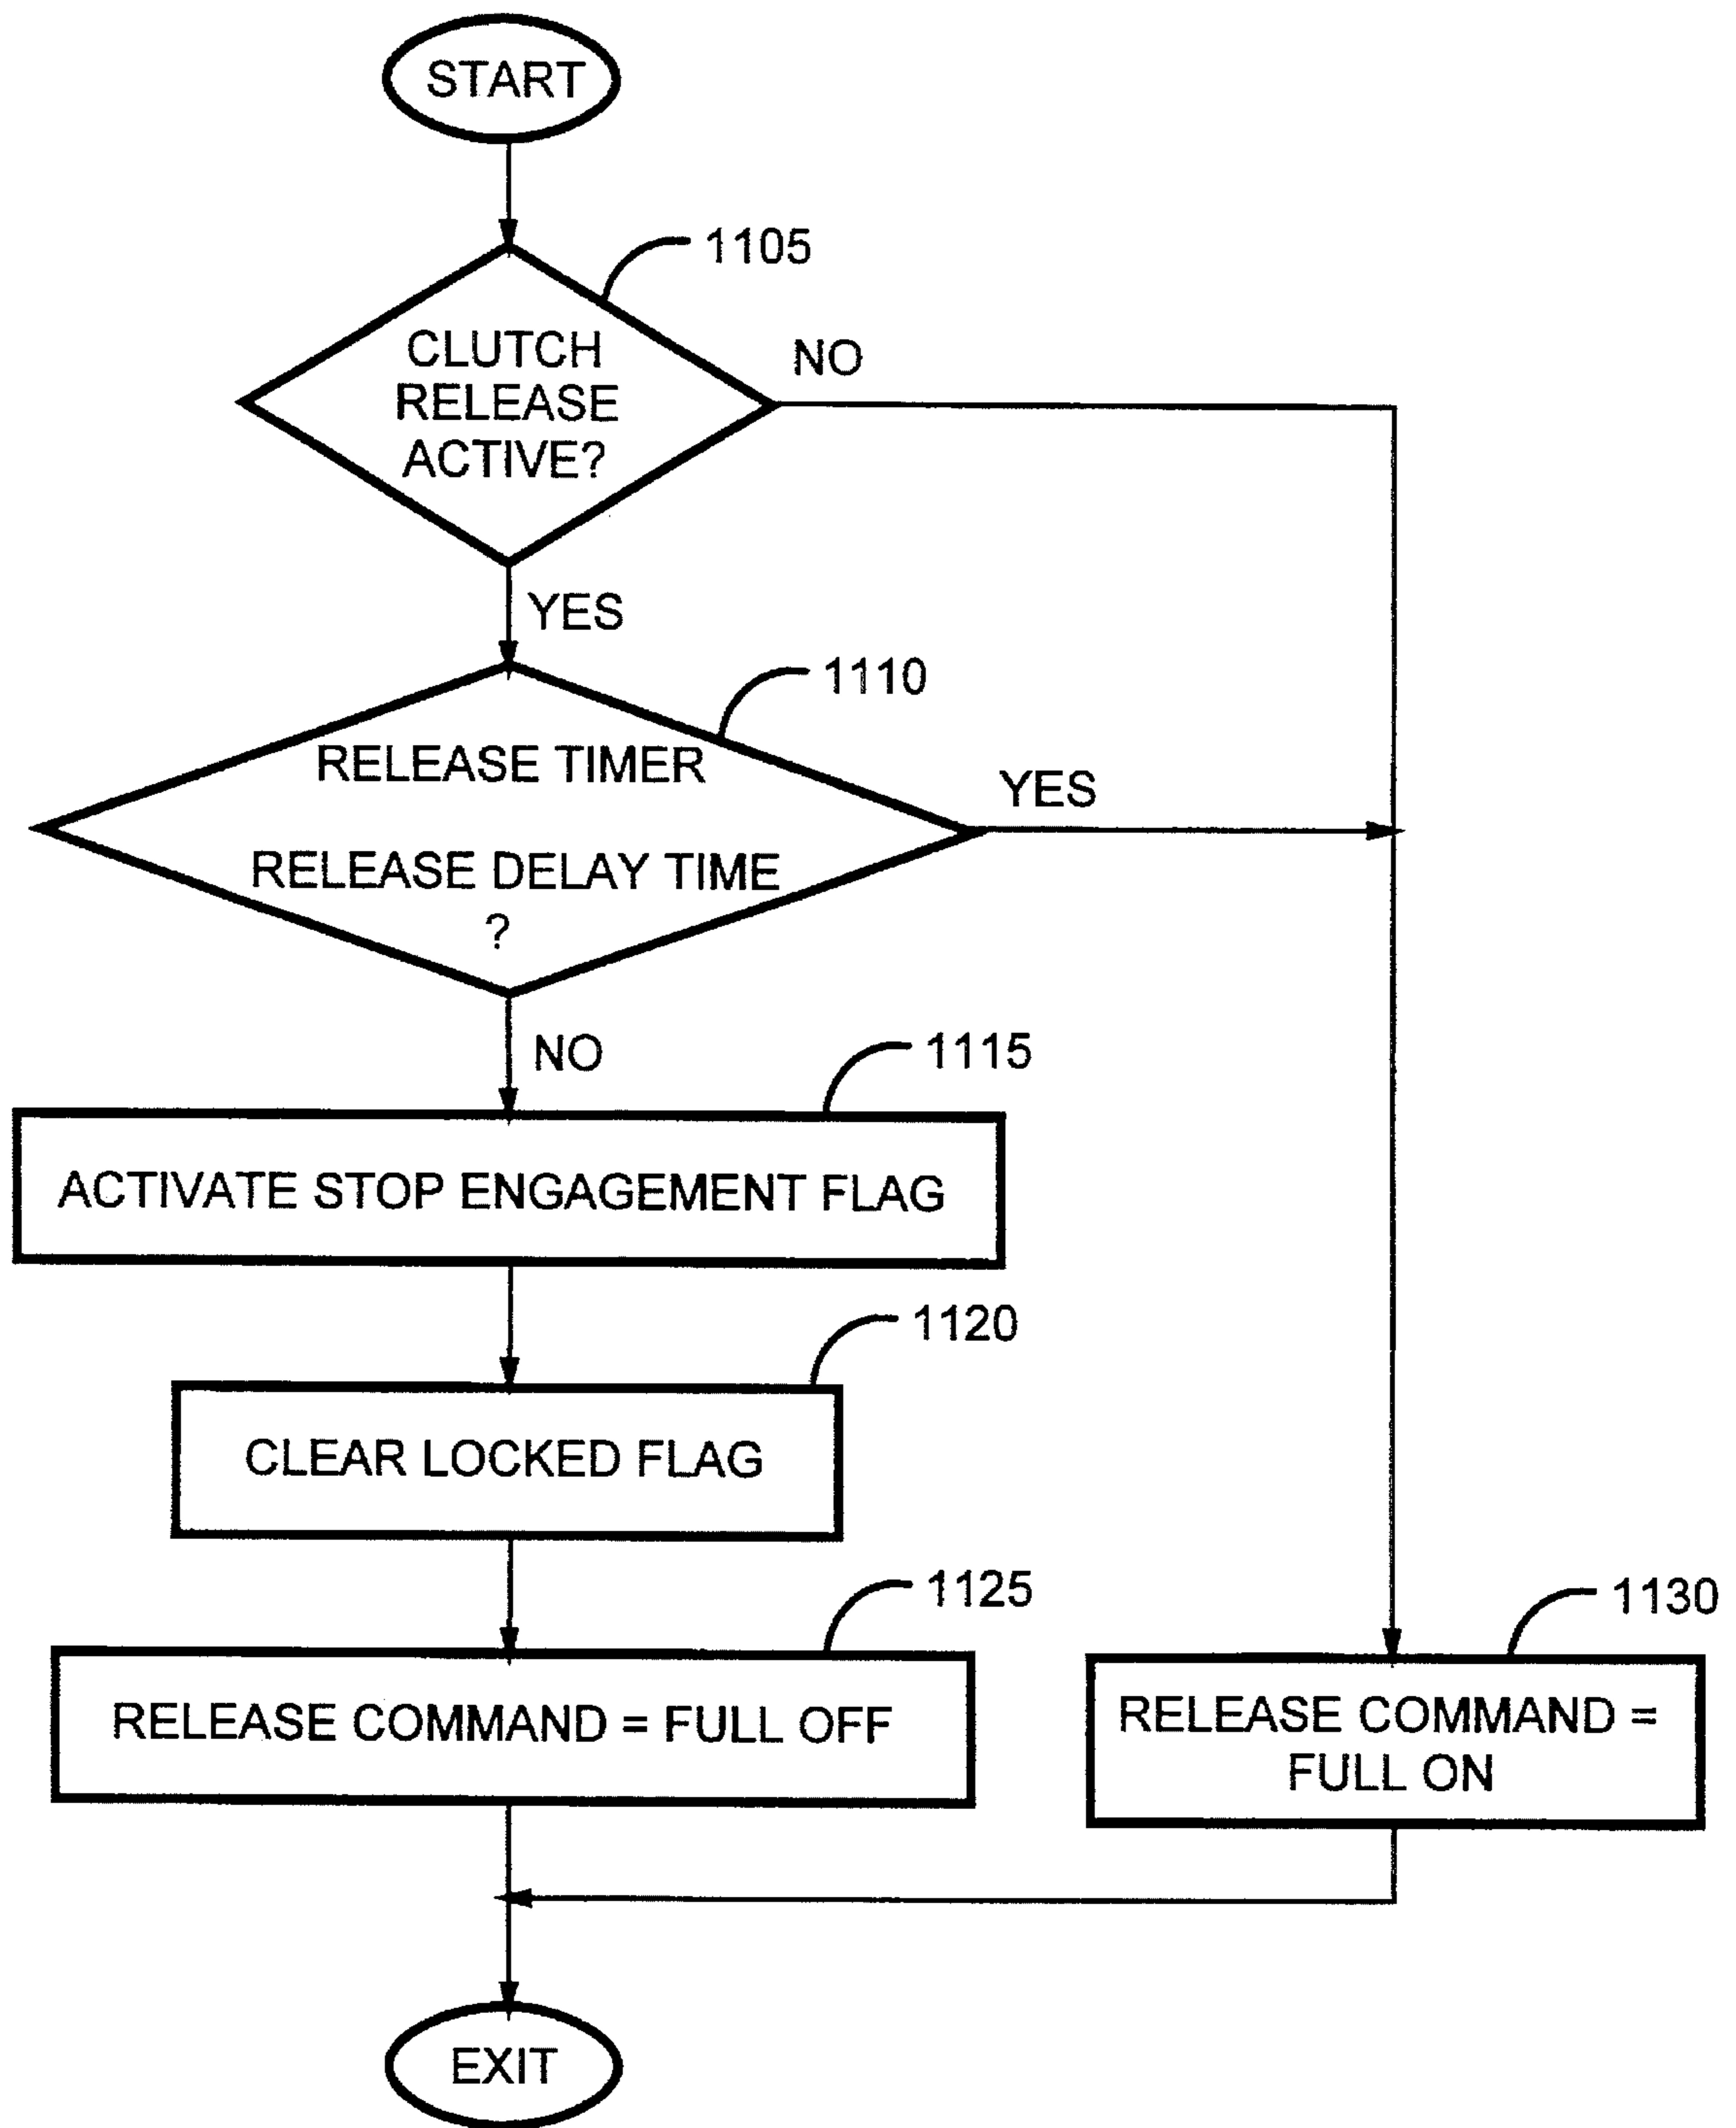 START
1105
CLUTCH
RELEASE
ACTIVE?
NO
YES
1110
RELEASE TIMER
RELEASE DELAY TIME
?
YES
NO
1115
ACTIVATE STOP ENGAGEMENT FLAG
1120
CLEAR LOCKED FLAG
1125
RELEASE COMMAND = FULL OFF
1130
RELEASE COMMAND =
FULL ON
EXIT